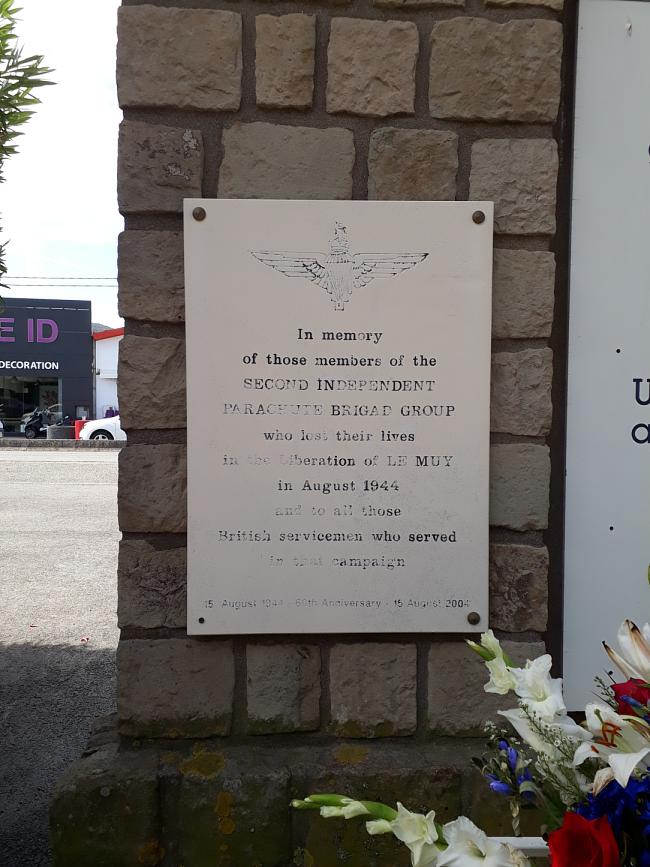 E ID
DECORATION
In memory
of those members of the
SECOND INDEPENDENT
PARACHUTE BRIGAD GROUP
who lost their lives
in the Liberation of LE MUY
in August 1944
and to all those
British servicemen who served
in that campaign
15 August 1944 - 60th Anniversary - 15 August 2004
U
a